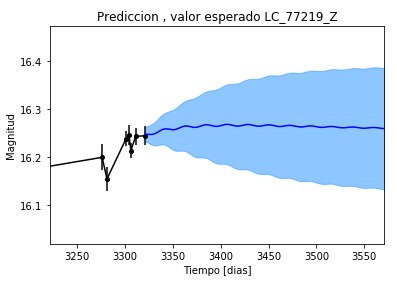 Prediccion , valor esperado LC_77219_Z
16.4
16.3
16.2
16.1
Magnitud
3250 3300 3350 3400 3450 3500 3550
Tiempo [dias]